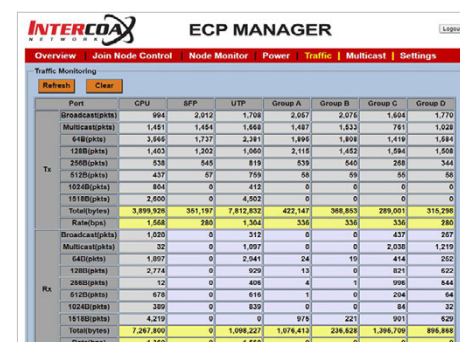 INTERCOAX
NETWORKS
ECP MANAGER
Logou
Overview Join Node Control Node Monitor Power Traffic Multicast Settings
Traffic Monitoring
Refresh Clear
Port CPU SFP UTP Group A Group B Group C Group D
Tx
Broadcast(pkts) 994 2,012 1,708 2,057 2,075 1,604 1,770
Multicast(pkts) 1,451 1,454 1,668 1,487 1,533 761 1,028
64B(pkts) 3,565 1,737 2,381 1,895 1,808 1,419 1,584
128B(pkts) 1,403 1,202 1,060 2,115 1,452 1,594 1,508
256B(pkts) 538 545 819 539 540 268 344
512B(pkts) 437 57 759 58 59 55 58
1024B(pkts) 804 0 412 0 0 0 0
1518B(pkts) 2,600 0 4,502 0 0 0 0
Total(bytes) 3,899,928 351,197 7,812,832 422,147 368,853 289,001 315,298
Rate(bps) 1,568 280 1,304 336 336 336 280
Rx
Broadcast(pkts) 1,020 0 312 0 0 437 267
Multicast(pkts) 32 0 1,097 0 0 2,038 1,219
64D(pkts) 1,897 0 2,941 24 19 414 252
128B(pkts) 2,774 0 929 13 0 821 622
256B(pkts) 12 0 406 4 1 996 544
512B(pkts) 678 0 616 1 0 204 64
1024B(pkts) 389 0 839 0 0 84 32
1518B(pkts) 4,219 0 0 975 221 901 629
Total(bytes) 7,267,800 0 1,098,227 1,076,413 236,628 1,396,709 895,868